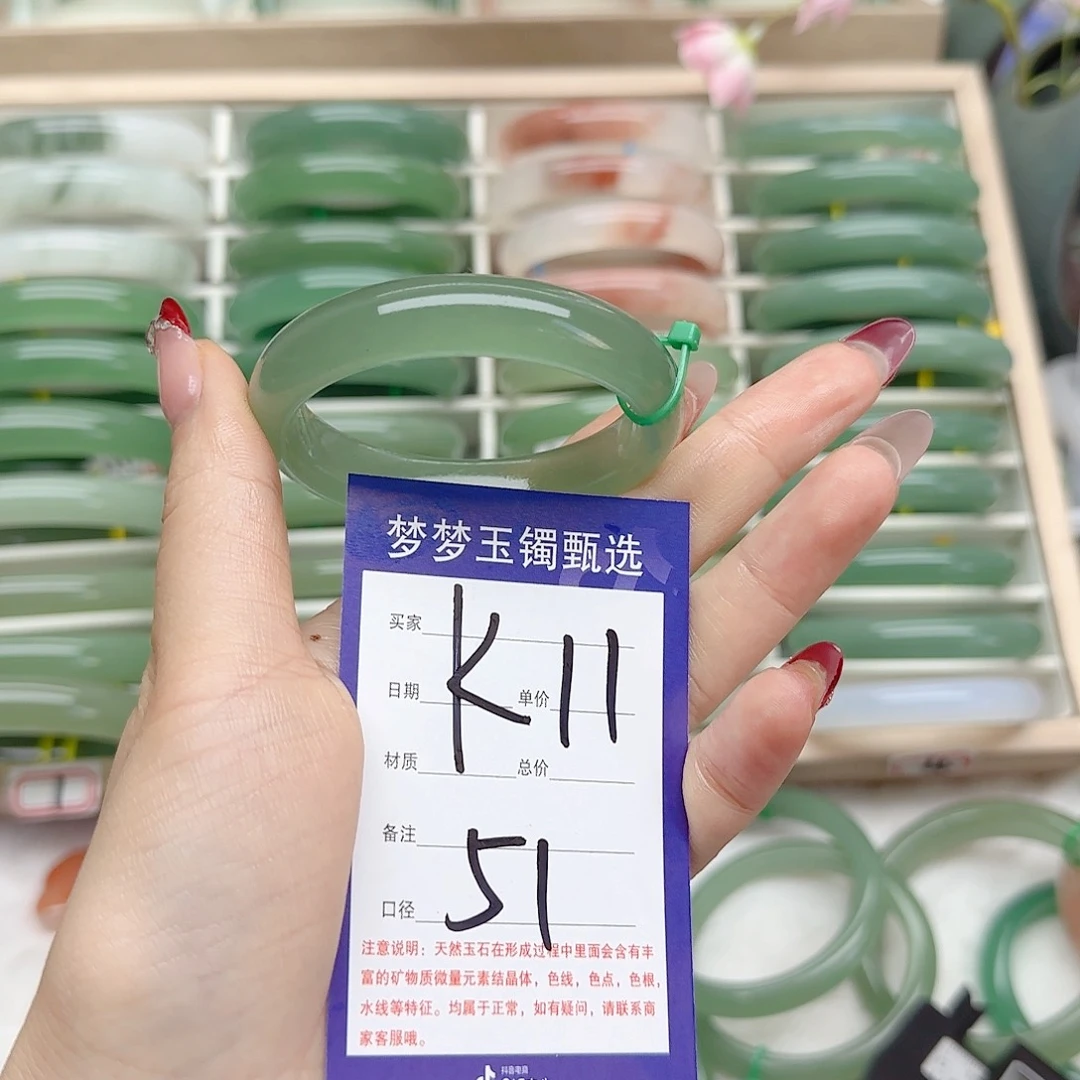 梦梦玉镯甄选
买家
K11
日期 单价
材质 总价
备注
51
口径
注意说明：天然玉石在形成过程中里面会含有丰
富的矿物质微量元素结晶体，色线，色点，色根，
水线等特征。均属于正常，如有疑问，请联系商
家客服哦。
抖音电商